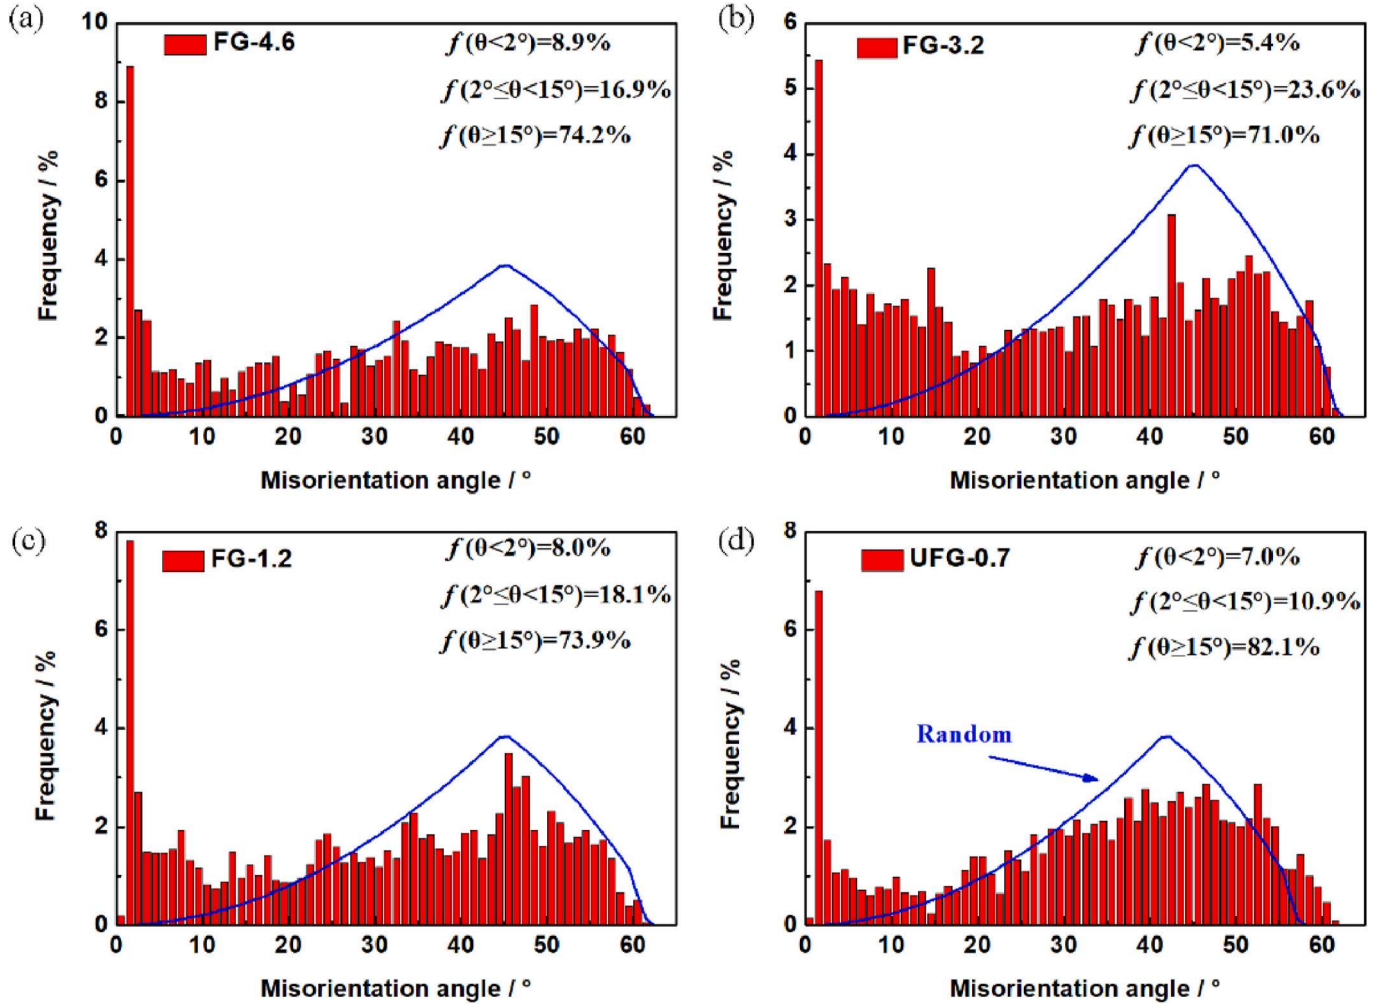 (a)
FG-4.6
f(θ<2°)=8.9%
f(2°≤θ<15°)=16.9%
f(θ≥15°)=74.2%
Frequency / %
10
8
6
4
2
0
0 10 20 30 40 50 60
Misorientation angle / °
(b)
FG-3.2
f(θ<2°)=5.4%
f(2°≤θ<15°)=23.6%
f(θ≥15°)=71.0%
Frequency / %
6
5
4
3
2
1
0
0 10 20 30 40 50 60
Misorientation angle / °
(c)
FG-1.2
f(θ<2°)=8.0%
f(2°≤θ<15°)=18.1%
f(θ≥15°)=73.9%
Frequency / %
8
6
4
2
0
0 10 20 30 40 50 60
Misorientation angle / °
(d)
UFG-0.7
f(θ<2°)=7.0%
f(2°≤θ<15°)=10.9%
f(θ≥15°)=82.1%
Random
Frequency / %
8
6
4
2
0
0 10 20 30 40 50 60
Misorientation angle / °